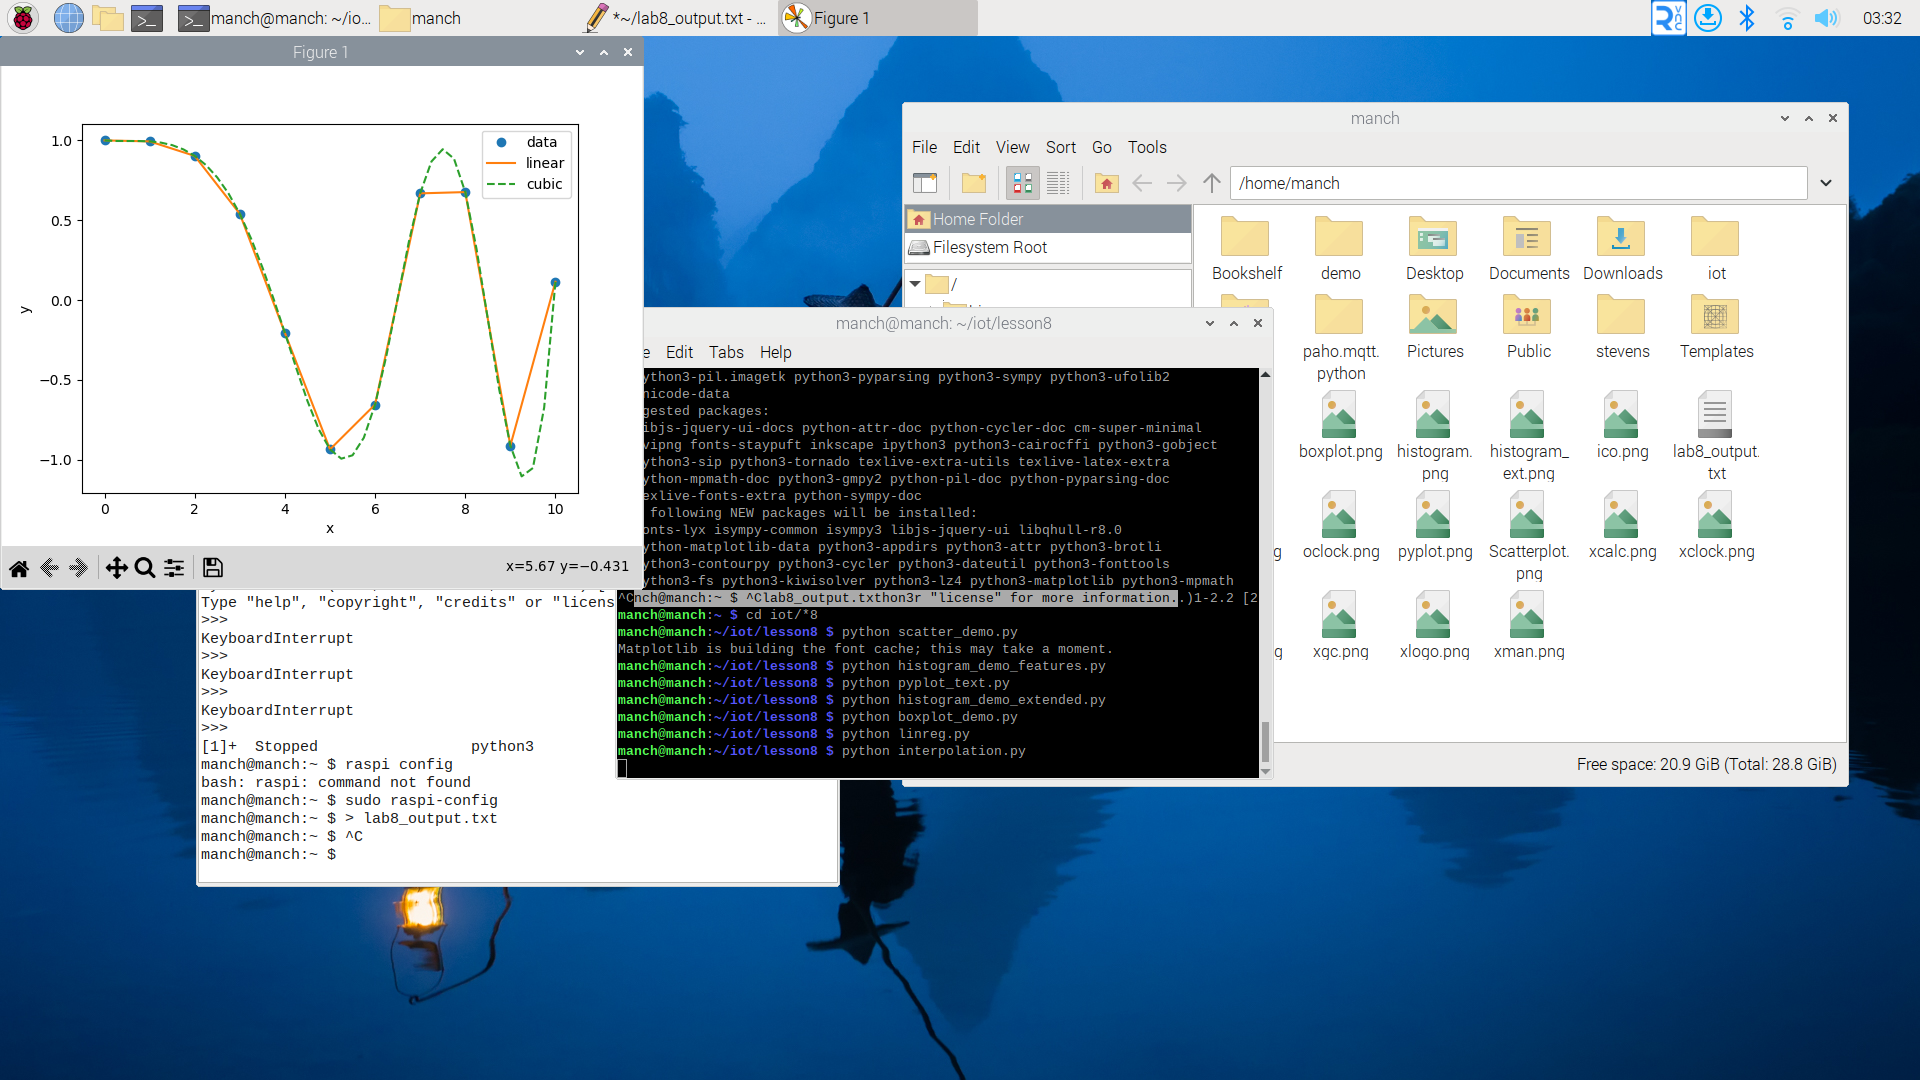 manch@manch: ~/io...
manch
*~/lab8_output.txt - ...
Figure 1
03:32
Figure 1
data
linear
cubic
1.0
0.5
0.0
−0.5
−1.0
y
0 2 4 6 8 10
x
x=5.67 y=−0.431
manch
File Edit View Sort Go Tools
/home/manch
Home Folder
Filesystem Root
/
Bookshelf demo Desktop Documents Downloads iot
paho.mqtt.python Pictures Public stevens Templates
boxplot.png histogram.png histogram_ext.png ico.png lab8_output.txt
g oclock.png pyplot.png Scatterplot.png xcalc.png xclock.png
g xgc.png xlogo.png xman.png
Free space: 20.9 GiB (Total: 28.8 GiB)
manch@manch: ~/iot/lesson8
e Edit Tabs Help
ython3-pil.imagetk python3-pyparsing python3-sympy python3-ufolib2
nicode-data
gested packages:
ibjs-jquery-ui-docs python-attr-doc python-cycler-doc cm-super-minimal
vipng fonts-staypuft inkscape ipython3 python3-cairocffi python3-gobject
ython3-sip python3-tornado texlive-extra-utils texlive-latex-extra
ython-mpmath-doc python3-gmpy2 python-pil-doc python-pyparsing-doc
exlive-fonts-extra python-sympy-doc
following NEW packages will be installed:
onts-lyx isympy-common isympy3 libjs-jquery-ui libqhull-r8.0
ython-matplotlib-data python3-appdirs python3-attr python3-brotli
ython3-contourpy python3-cycler python3-dateutil python3-fonttools
ython3-fs python3-kiwisolver python3-lz4 python3-matplotlib python3-mpmath
^Cnch@manch:~ $ ^Clab8_output.txthon3r "license" for more information..)1-2.2 [2
manch@manch:~ $ cd iot/*8
manch@manch:~/iot/lesson8 $ python scatter_demo.py
Matplotlib is building the font cache; this may take a moment.
manch@manch:~/iot/lesson8 $ python histogram_demo_features.py
manch@manch:~/iot/lesson8 $ python pyplot_text.py
manch@manch:~/iot/lesson8 $ python histogram_demo_extended.py
manch@manch:~/iot/lesson8 $ python boxplot_demo.py
manch@manch:~/iot/lesson8 $ python linreg.py
manch@manch:~/iot/lesson8 $ python interpolation.py
Type "help", "copyright", "credits" or "licens
>>>
KeyboardInterrupt
>>>
KeyboardInterrupt
>>>
KeyboardInterrupt
>>>
[1]+  Stopped                 python3
manch@manch:~ $ raspi config
bash: raspi: command not found
manch@manch:~ $ sudo raspi-config
manch@manch:~ $ > lab8_output.txt
manch@manch:~ $ ^C
manch@manch:~ $